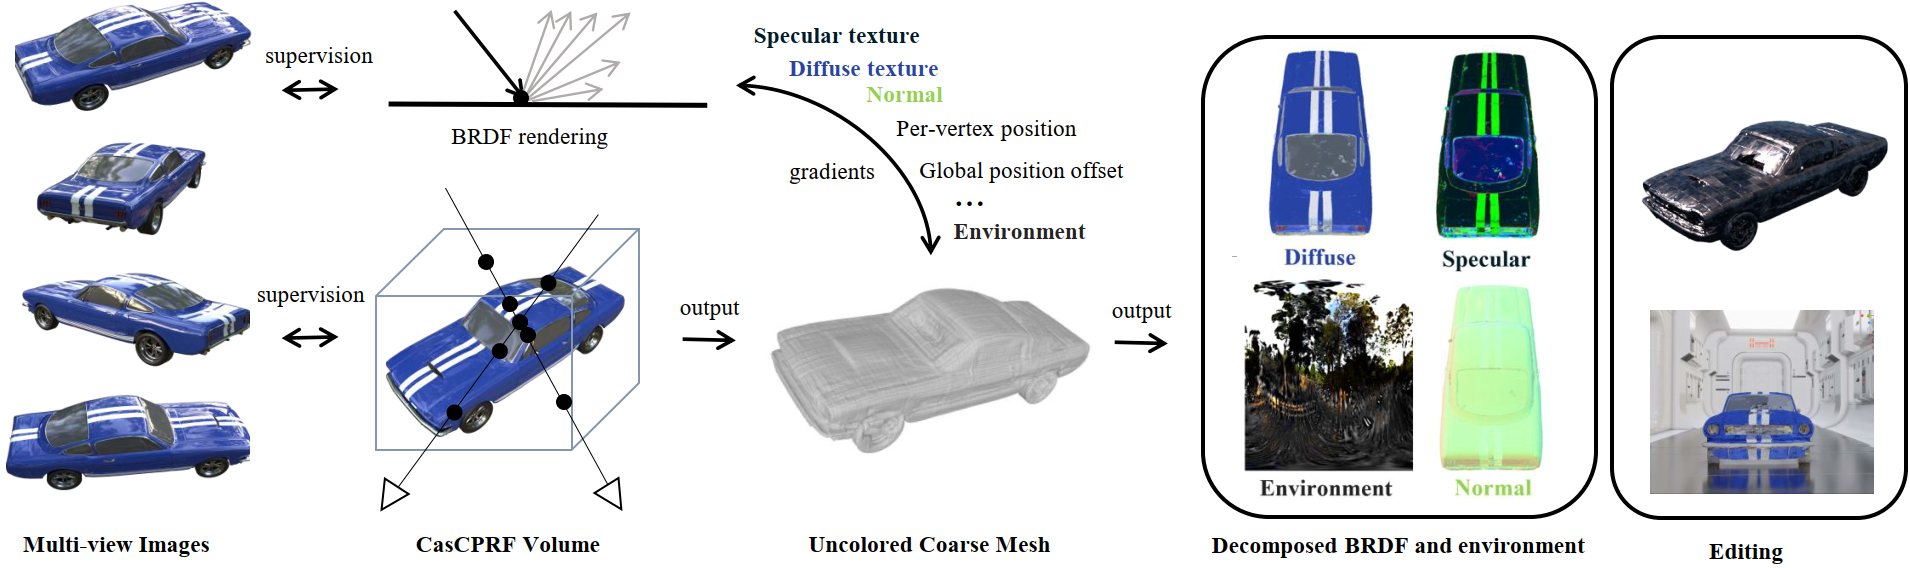 supervision
BRDF rendering
Specular texture
Diffuse texture
Normal
Per-vertex position
gradients
Global position offset
...
Environment
supervision
output
output
Diffuse
Specular
Environment
Normal
Multi-view Images
CasCPRF Volume
Uncolored Coarse Mesh
Decomposed BRDF and environment
Editing